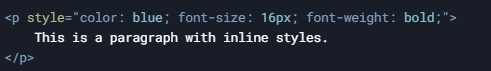 <p style="color: blue; font-size: 16px; font-weight: bold;">
    This is a paragraph with inline styles.
</p>